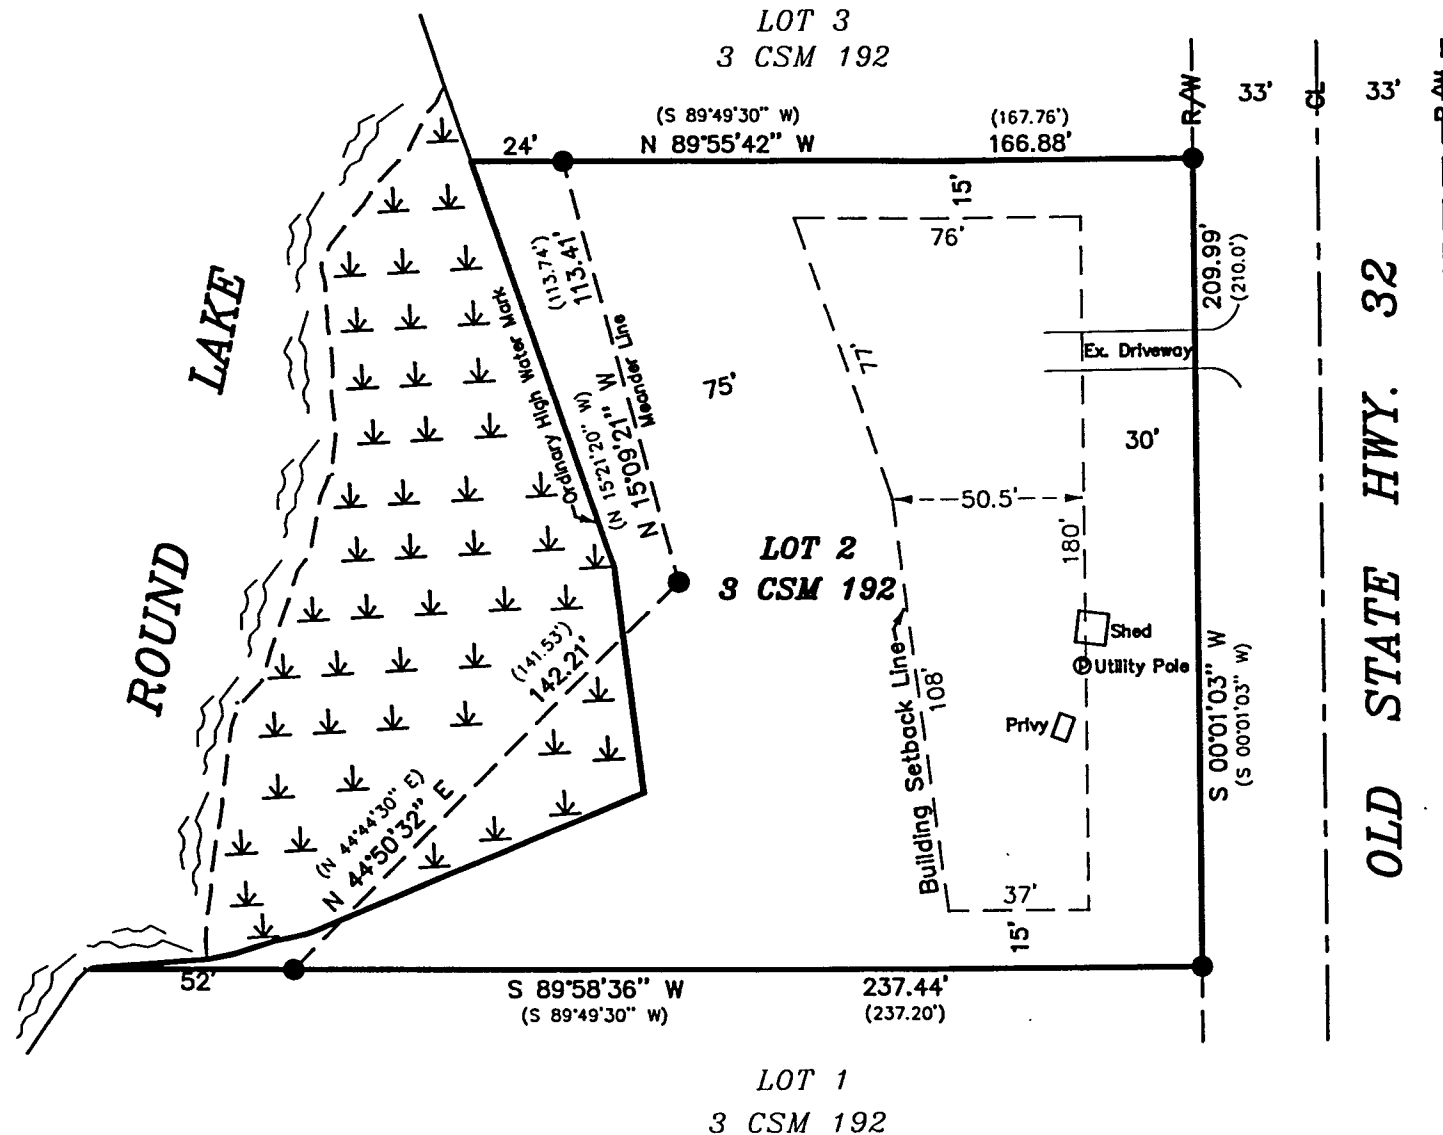 LOT 3
3 CSM 192
(S 89°49'30" W)
N 89°55'42" W
(167.76')
166.88'
24'
R/W
33'
CL
33'
R/W
15'
76'
113.41'
(113.74')
209.99'
(210.0')
LAKE
Ordinary High Water Mark
Meander Line
N 15°09'21" W
(N 15°21'20" W)
75'
77'
Ex. Driveway
30'
50.5'
180'
LOT 2
3 CSM 192
ROUND
(141.53')
142.21'
Shed
Utility Pole
P
Privy
Building Setback Line
108'
S 00°01'03" W
(S 00°01'03" W)
OLD STATE HWY. 32
(N 44°44'30" E)
N 44°50'32" E
37'
15'
52'
S 89°58'36" W
(S 89°49'30" W)
237.44'
(237.20')
LOT 1
3 CSM 192